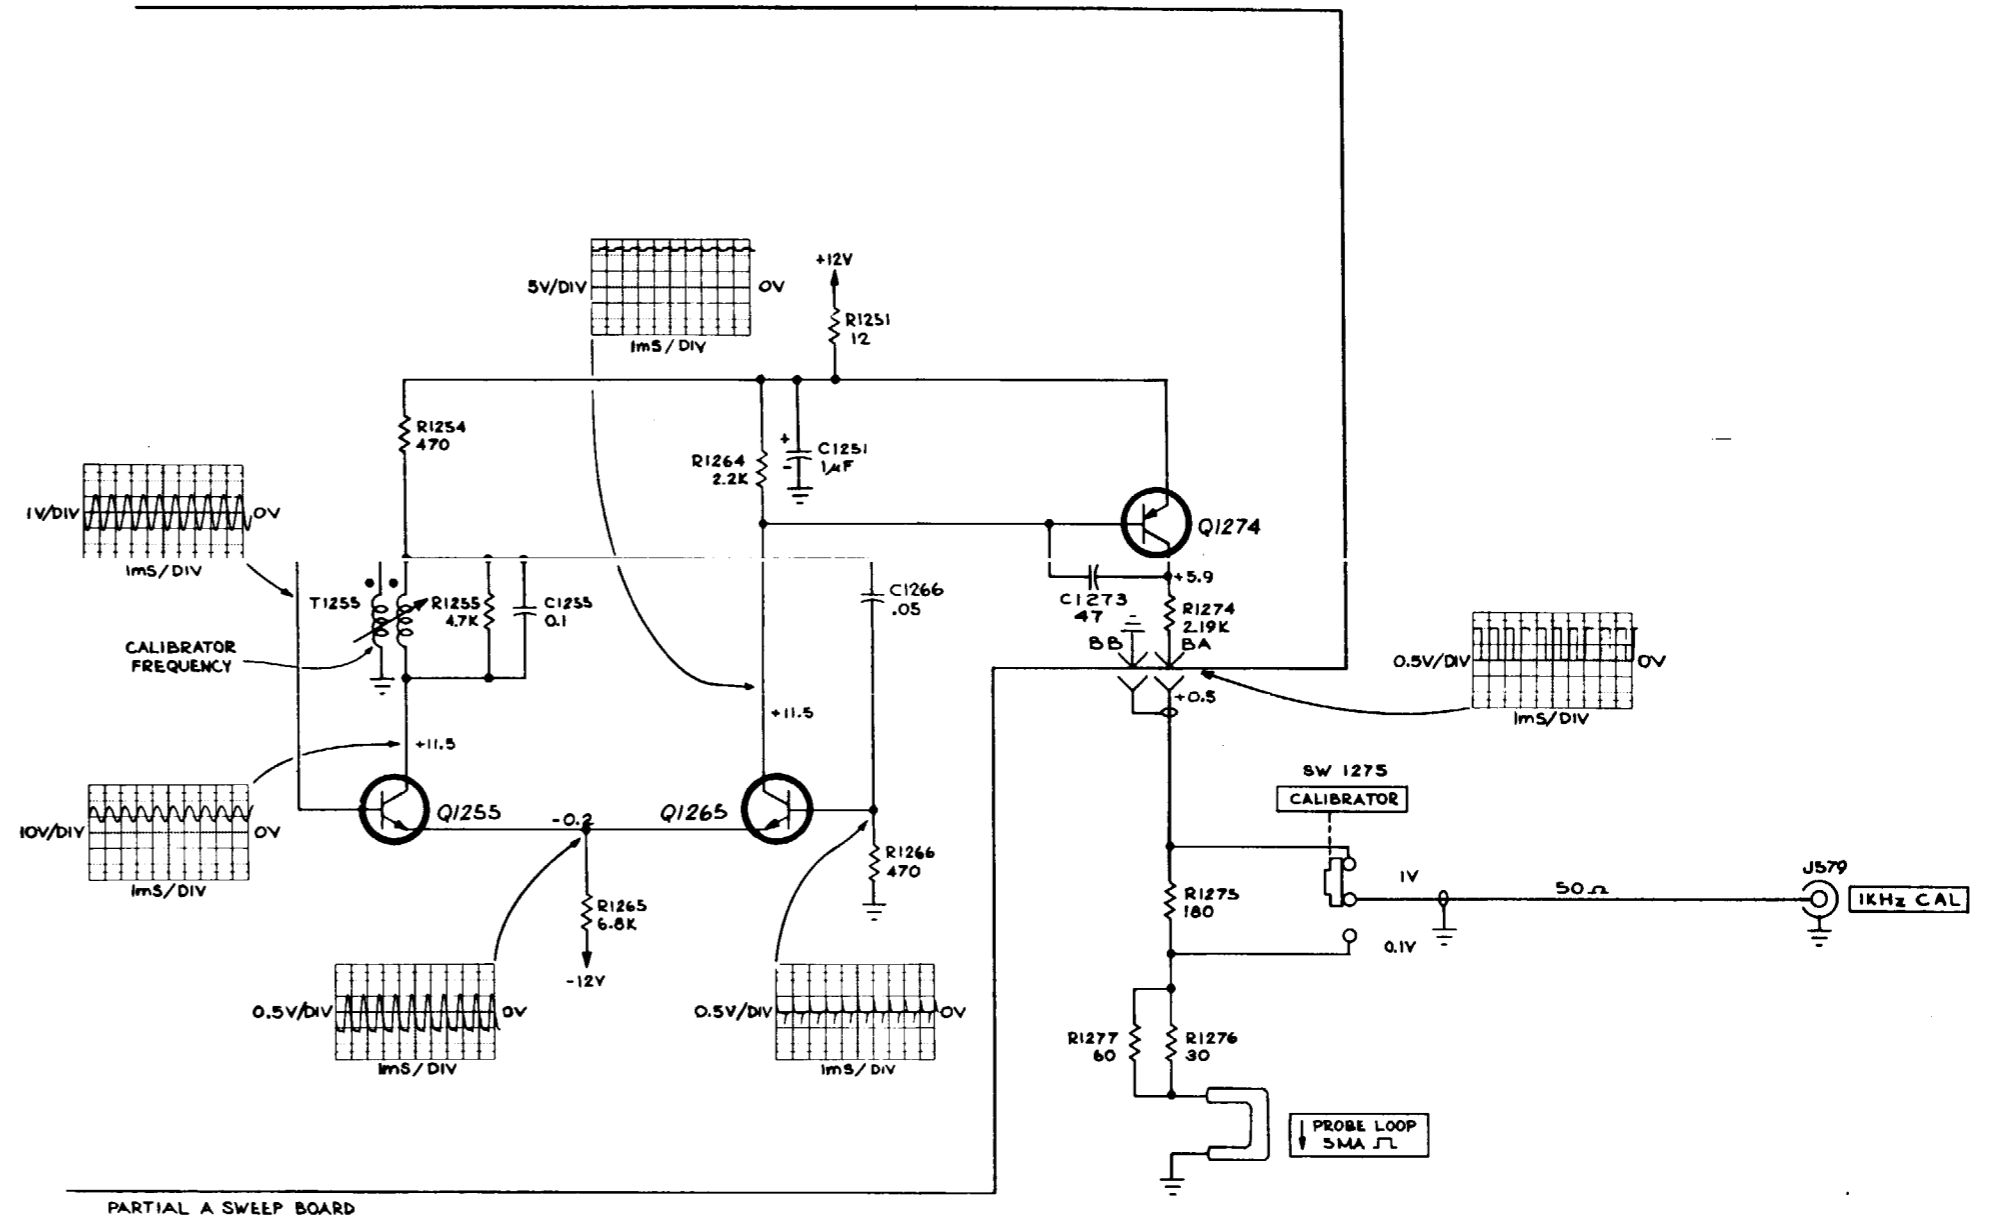 +12V
5V/DIV
0V
R1251
12
1mS/DIV
R1254
470
R1264
2.2K
+
C1251
-
1µF
1V/DIV
0V
1mS/DIV
Q1274
T1255
R1255
4.7K
C1255
0.1
C1266
.05
+5.9
C1273
47
R1274
2.19K
BB
BA
CALIBRATOR
FREQUENCY
0.5V/DIV
0V
1mS/DIV
+0.5
+11.5
+11.5
SW 1275
CALIBRATOR
10V/DIV
0V
1mS/DIV
Q1255
-0.2
Q1265
R1266
470
R1265
6.8K
-12V
1V
J579
50Ω
1KHz CAL
R1275
180
0.1V
0.5V/DIV
0V
1mS/DIV
0.5V/DIV
0V
1mS/DIV
R1277
60
R1276
30
PROBE LOOP
5MA
PARTIAL A SWEEP BOARD